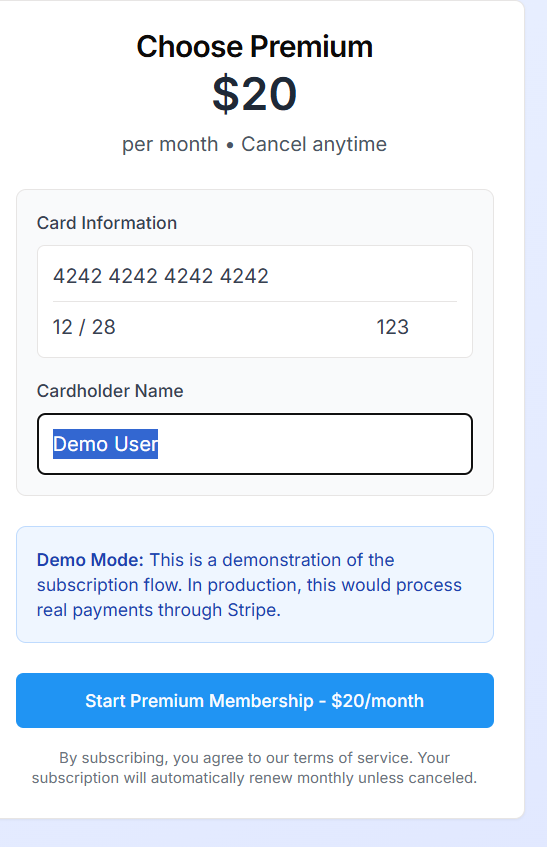 Choose Premium
$20
per month • Cancel anytime
Card Information
4242 4242 4242 4242
12 / 28 123
Cardholder Name
Demo User
Demo Mode: This is a demonstration of the
subscription flow. In production, this would process
real payments through Stripe.
Start Premium Membership - $20/month
By subscribing, you agree to our terms of service. Your
subscription will automatically renew monthly unless canceled.